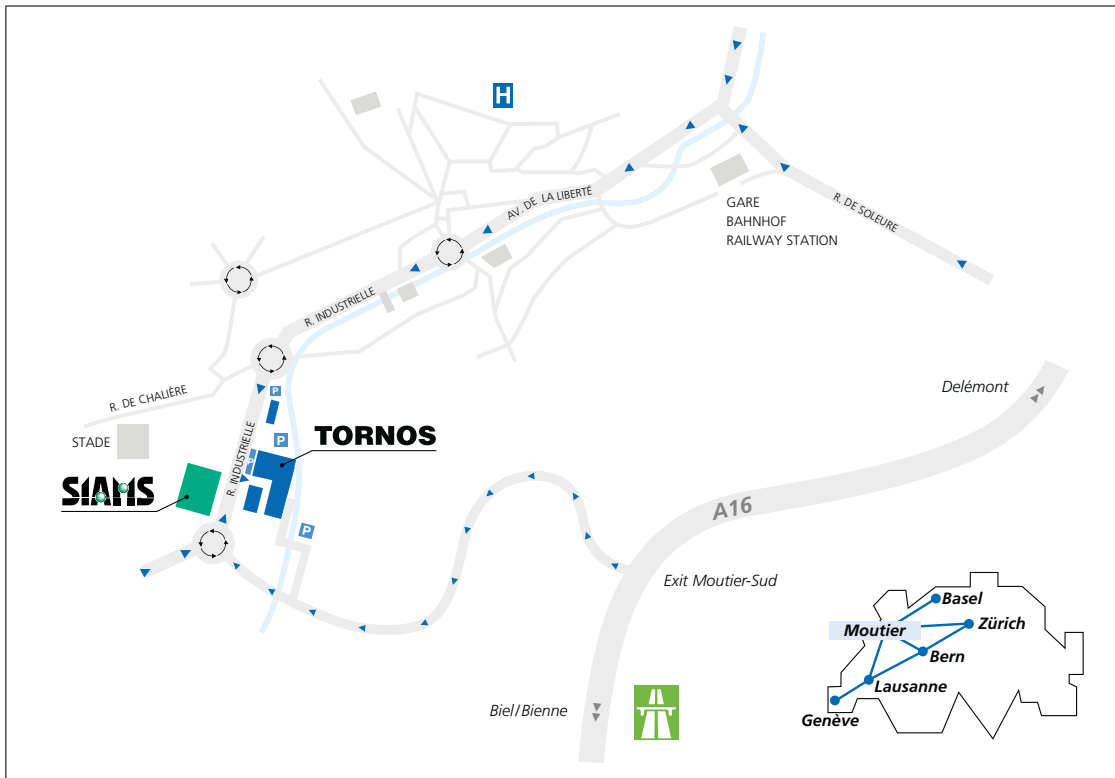 H
AV. DE LA LIBERTÉ
GARE
BAHNHOF
RAILWAY STATION
R. DE SOLEURE
R. INDUSTRIELLE
R. DE CHALIÈRE
P
STADE
P
TORNOS
R. INDUSTRIELLE
SIAMS
P
Delémont
A16
Exit Moutier-Sud
Biel/Bienne
Basel
Moutier
Zürich
Bern
Lausanne
Genève